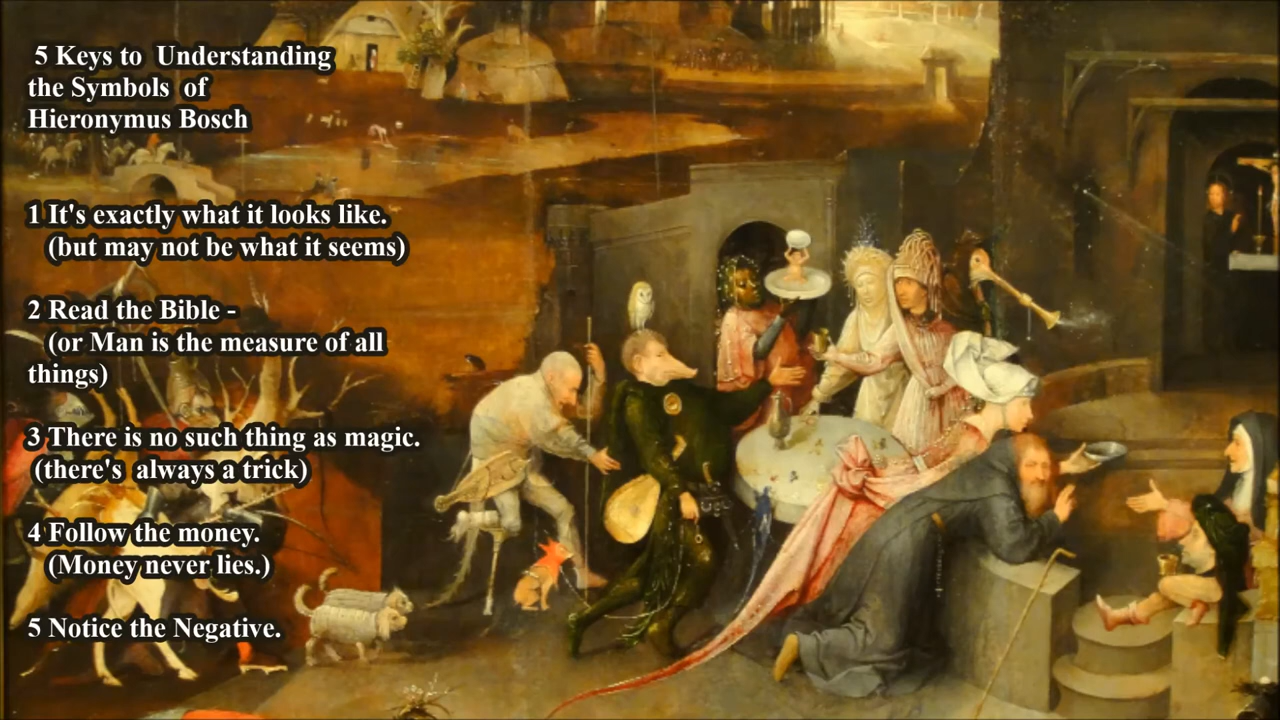 5 Keys to Understanding
the Symbols of
Hieronymus Bosch
1 It's exactly what it looks like.
(but may not be what it seems)
2 Read the Bible -
(or Man is the measure of all
things)
3 There is no such thing as magic.
(there's always a trick)
4 Follow the money.
(Money never lies.)
5 Notice the Negative.